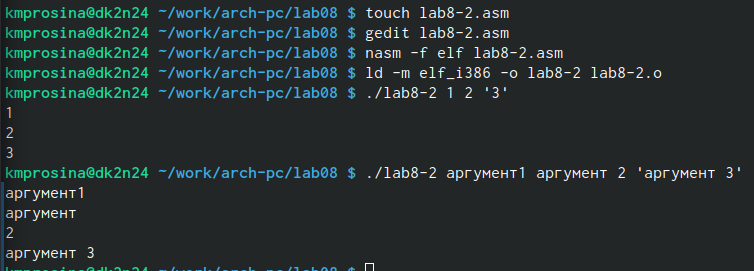 kmprosina@dk2n24 ~/work/arch-pc/lab08 $ touch lab8-2.asm
kmprosina@dk2n24 ~/work/arch-pc/lab08 $ gedit lab8-2.asm
kmprosina@dk2n24 ~/work/arch-pc/lab08 $ nasm -f elf lab8-2.asm
kmprosina@dk2n24 ~/work/arch-pc/lab08 $ ld -m elf_i386 -o lab8-2 lab8-2.o
kmprosina@dk2n24 ~/work/arch-pc/lab08 $ ./lab8-2 1 2 '3'
1
2
3
kmprosina@dk2n24 ~/work/arch-pc/lab08 $ ./lab8-2 аргумент1 аргумент 2 'аргумент 3'
аргумент1
аргумент
2
аргумент 3
kmprosina@dk2n24 ~/work/arch-pc/lab08 $